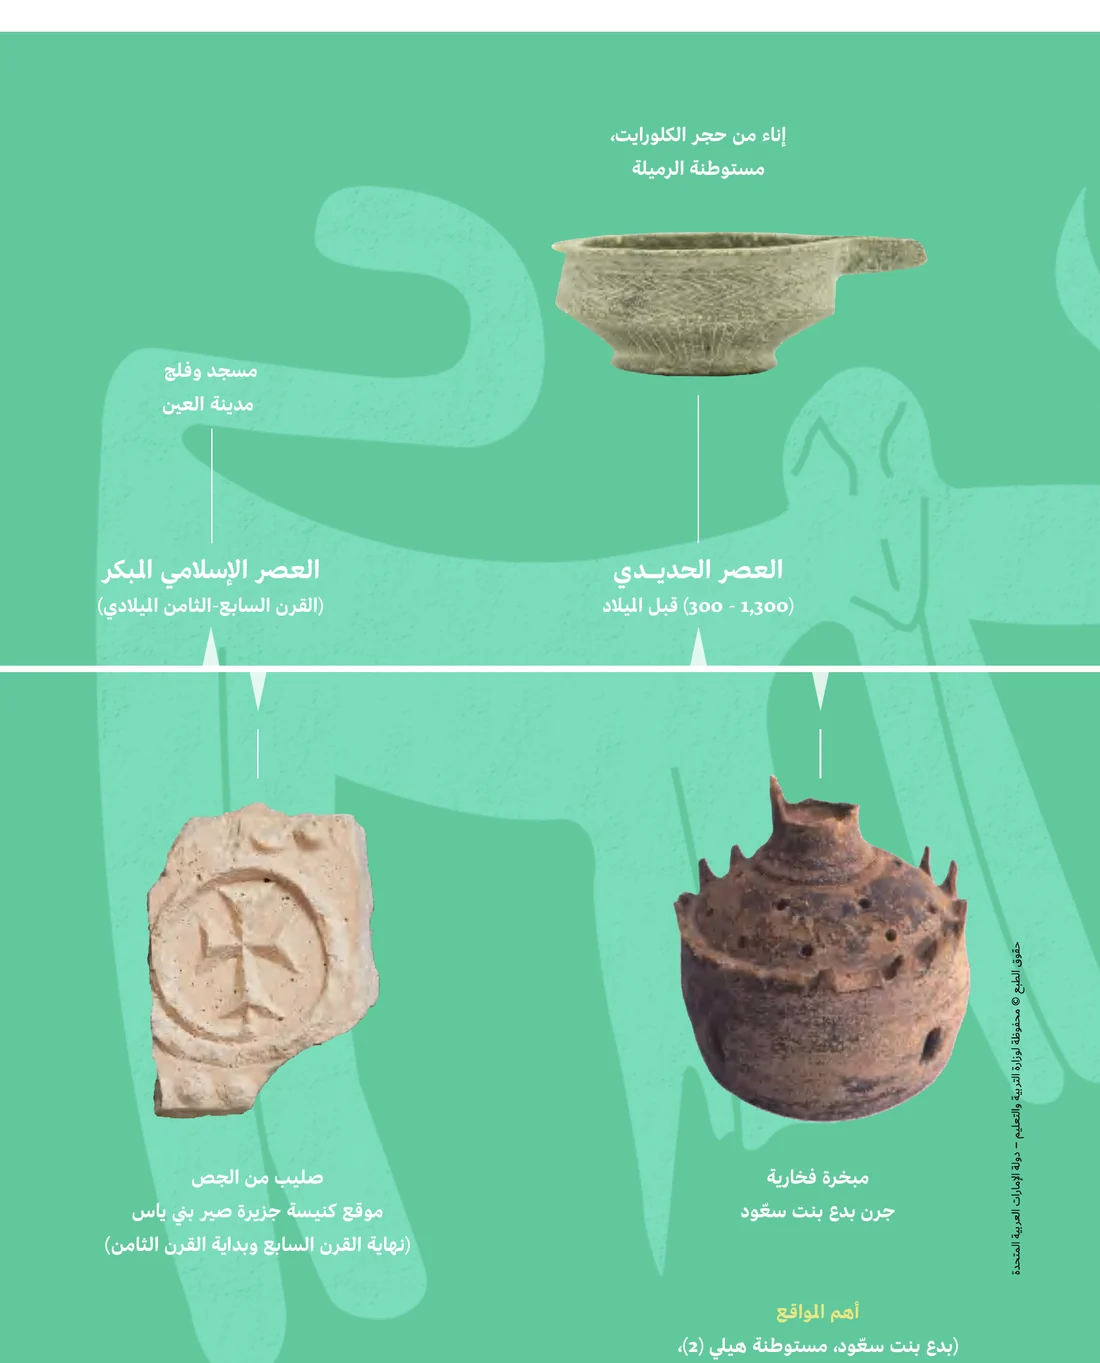 إناء من حجر الكلورايت،
مستوطنة الرميلة
العصر الحديـدي
(1,300 - 300) قبل الميلاد
مسجد وفلج
مدينة العين
العصر الإسلامي المبكر
(القرن السابع-الثامن الميلادي)
مبخرة فخارية
جرن بدع بنت سعّود
أهم المواقع
(بدع بنت سعّود، مستوطنة هيلي (2)،
صليب من الجص
موقع كنيسة جزيرة صير بني ياس
(نهاية القرن السابع وبداية القرن الثامن)
حقوق الطبع © محفوظة لوزارة التربية والتعليم – دولة الإمارات العربية المتحدة